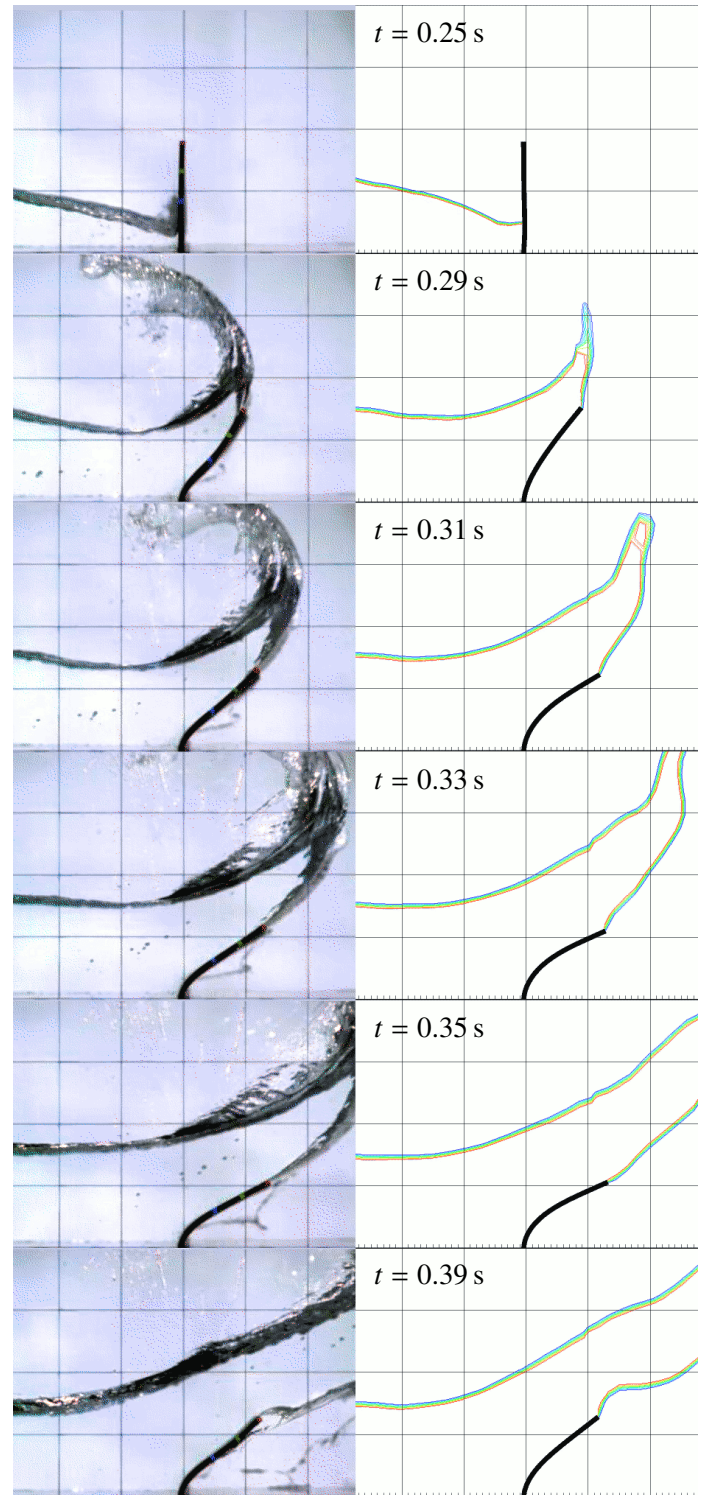 t = 0.25 s
t = 0.29 s
t = 0.31 s
t = 0.33 s
t = 0.35 s
t = 0.39 s